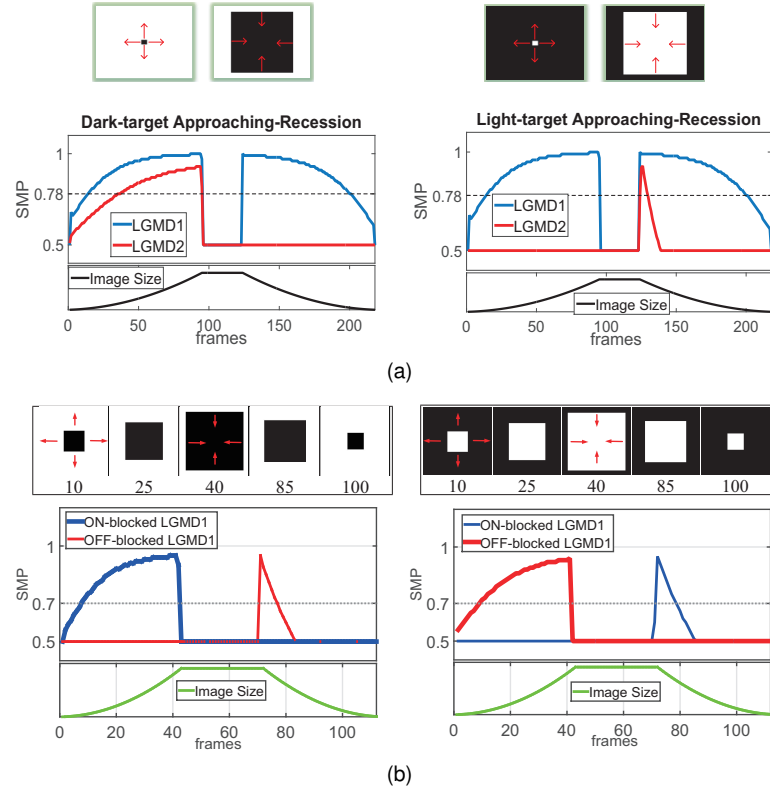 Dark-target Approaching-Recession
SMP
1
0.78
0.5
LGMD1
LGMD2
Image Size
0 50 100 150 200
frames
Light-target Approaching-Recession
SMP
1
0.78
0.5
LGMD1
LGMD2
Image Size
0 50 100 150 200
frames
(a)
10 25 40 85 100
ON-blocked LGMD1
OFF-blocked LGMD1
SMP
1
0.7
0.5
Image Size
0 20 40 60 80 100
frames
10 25 40 85 100
ON-blocked LGMD1
OFF-blocked LGMD1
SMP
1
0.7
0.5
Image Size
0 20 40 60 80 100
frames
(b)